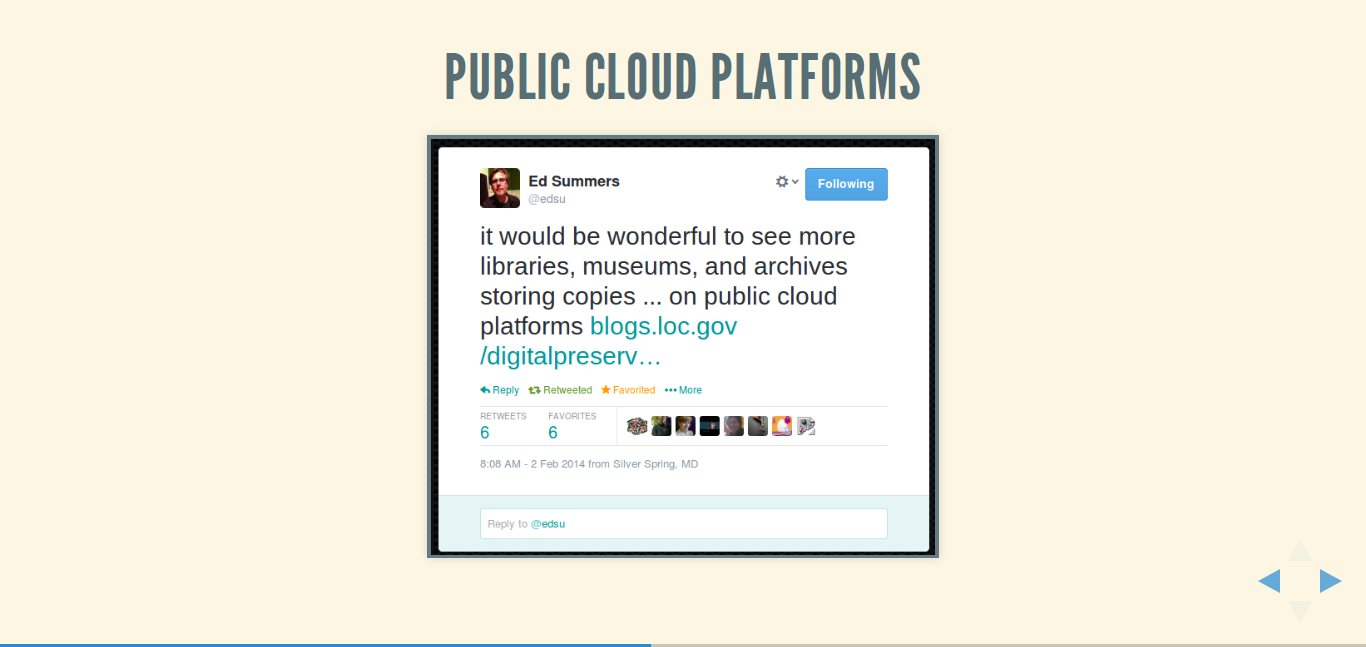 PUBLIC CLOUD PLATFORMS
Ed Summers
@edsu
Following
it would be wonderful to see more
libraries, museums, and archives
storing copies ... on public cloud
platforms blogs.loc.gov
/digitalpreserv…
Reply Retweeted Favorited More
RETWEETS FAVORITES
6 6
8:08 AM - 2 Feb 2014 from Silver Spring, MD
Reply to @edsu